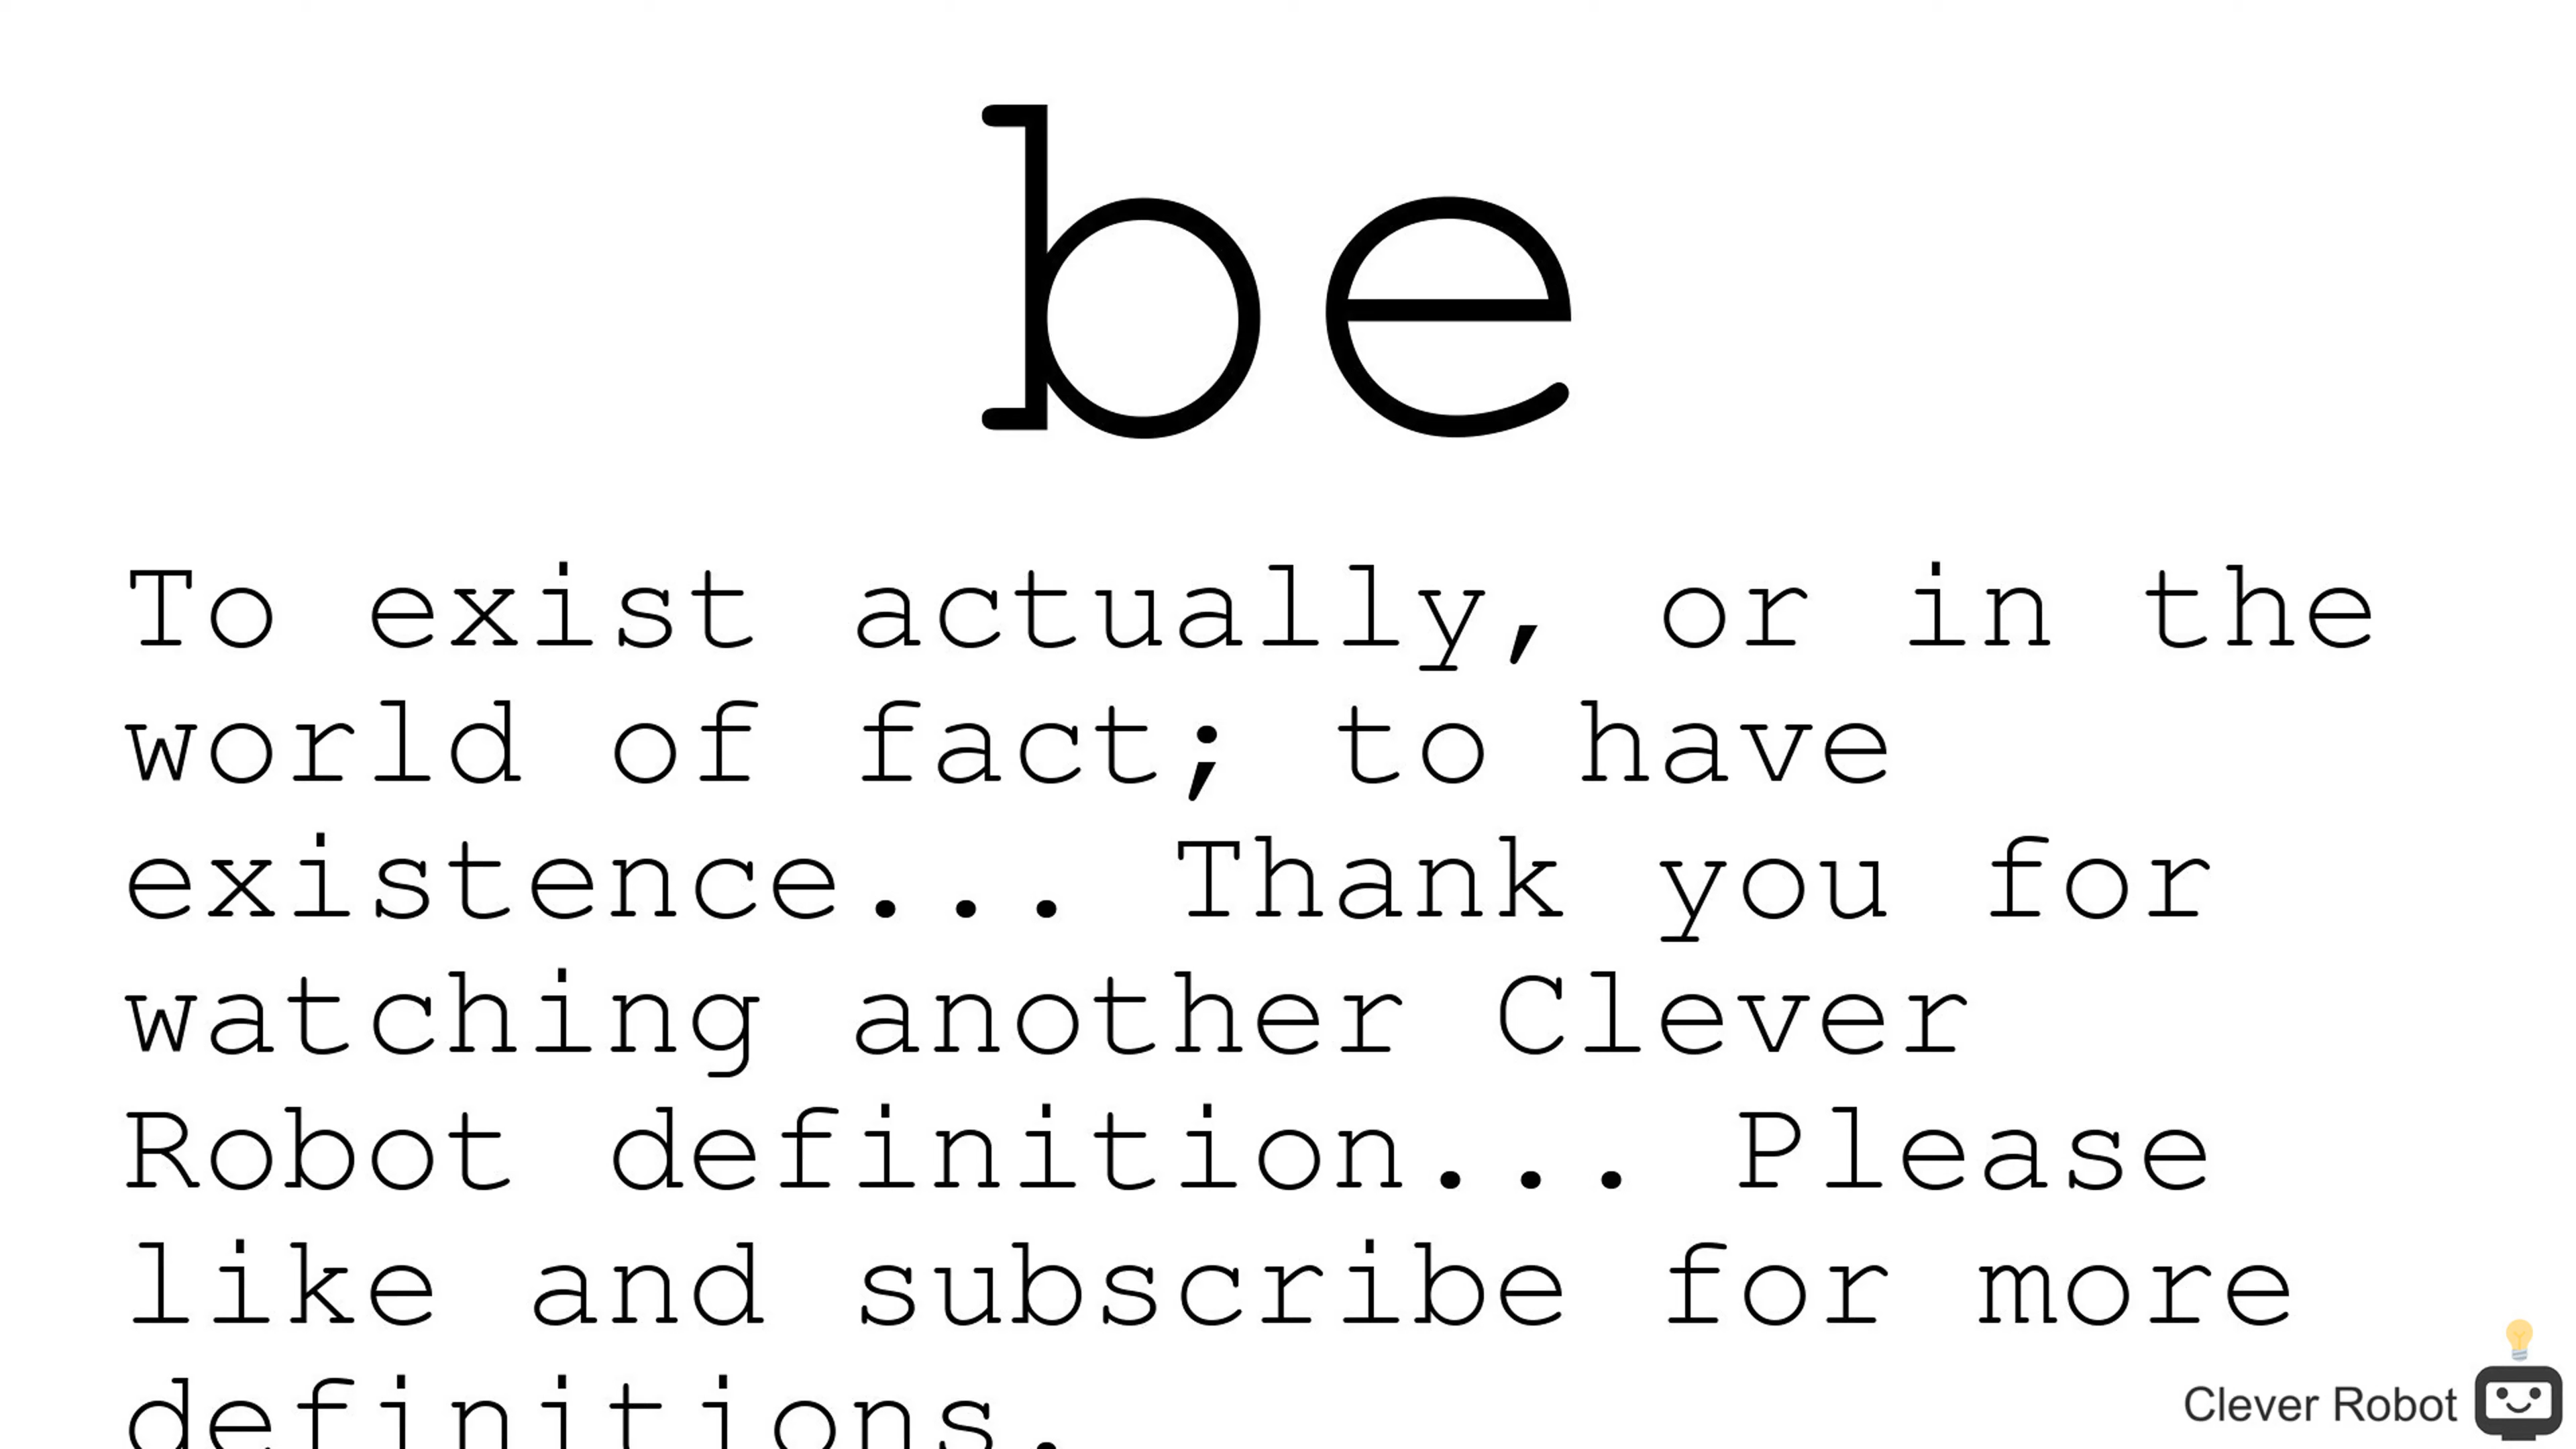 be
To exist actually, or in the
world of fact; to have
existence... Thank you for
watching another Clever
Robot definition... Please
like and subscribe for more
definitions.
Clever Robot